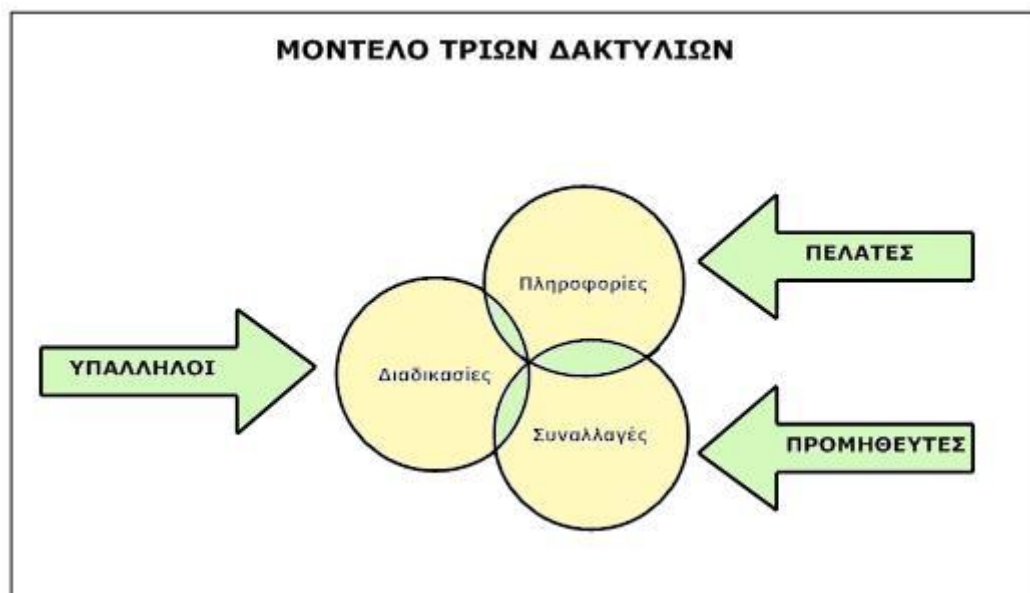 ΜΟΝΤΕΛΟ ΤΡΙΩΝ ΔΑΚΤΥΛΙΩΝ
ΠΕΛΑΤΕΣ
Πληροφορίες
ΥΠΑΛΛΗΛΟΙ
Διαδικασίες
Συναλλαγές
ΠΡΟΜΗΘΕΥΤΕΣ